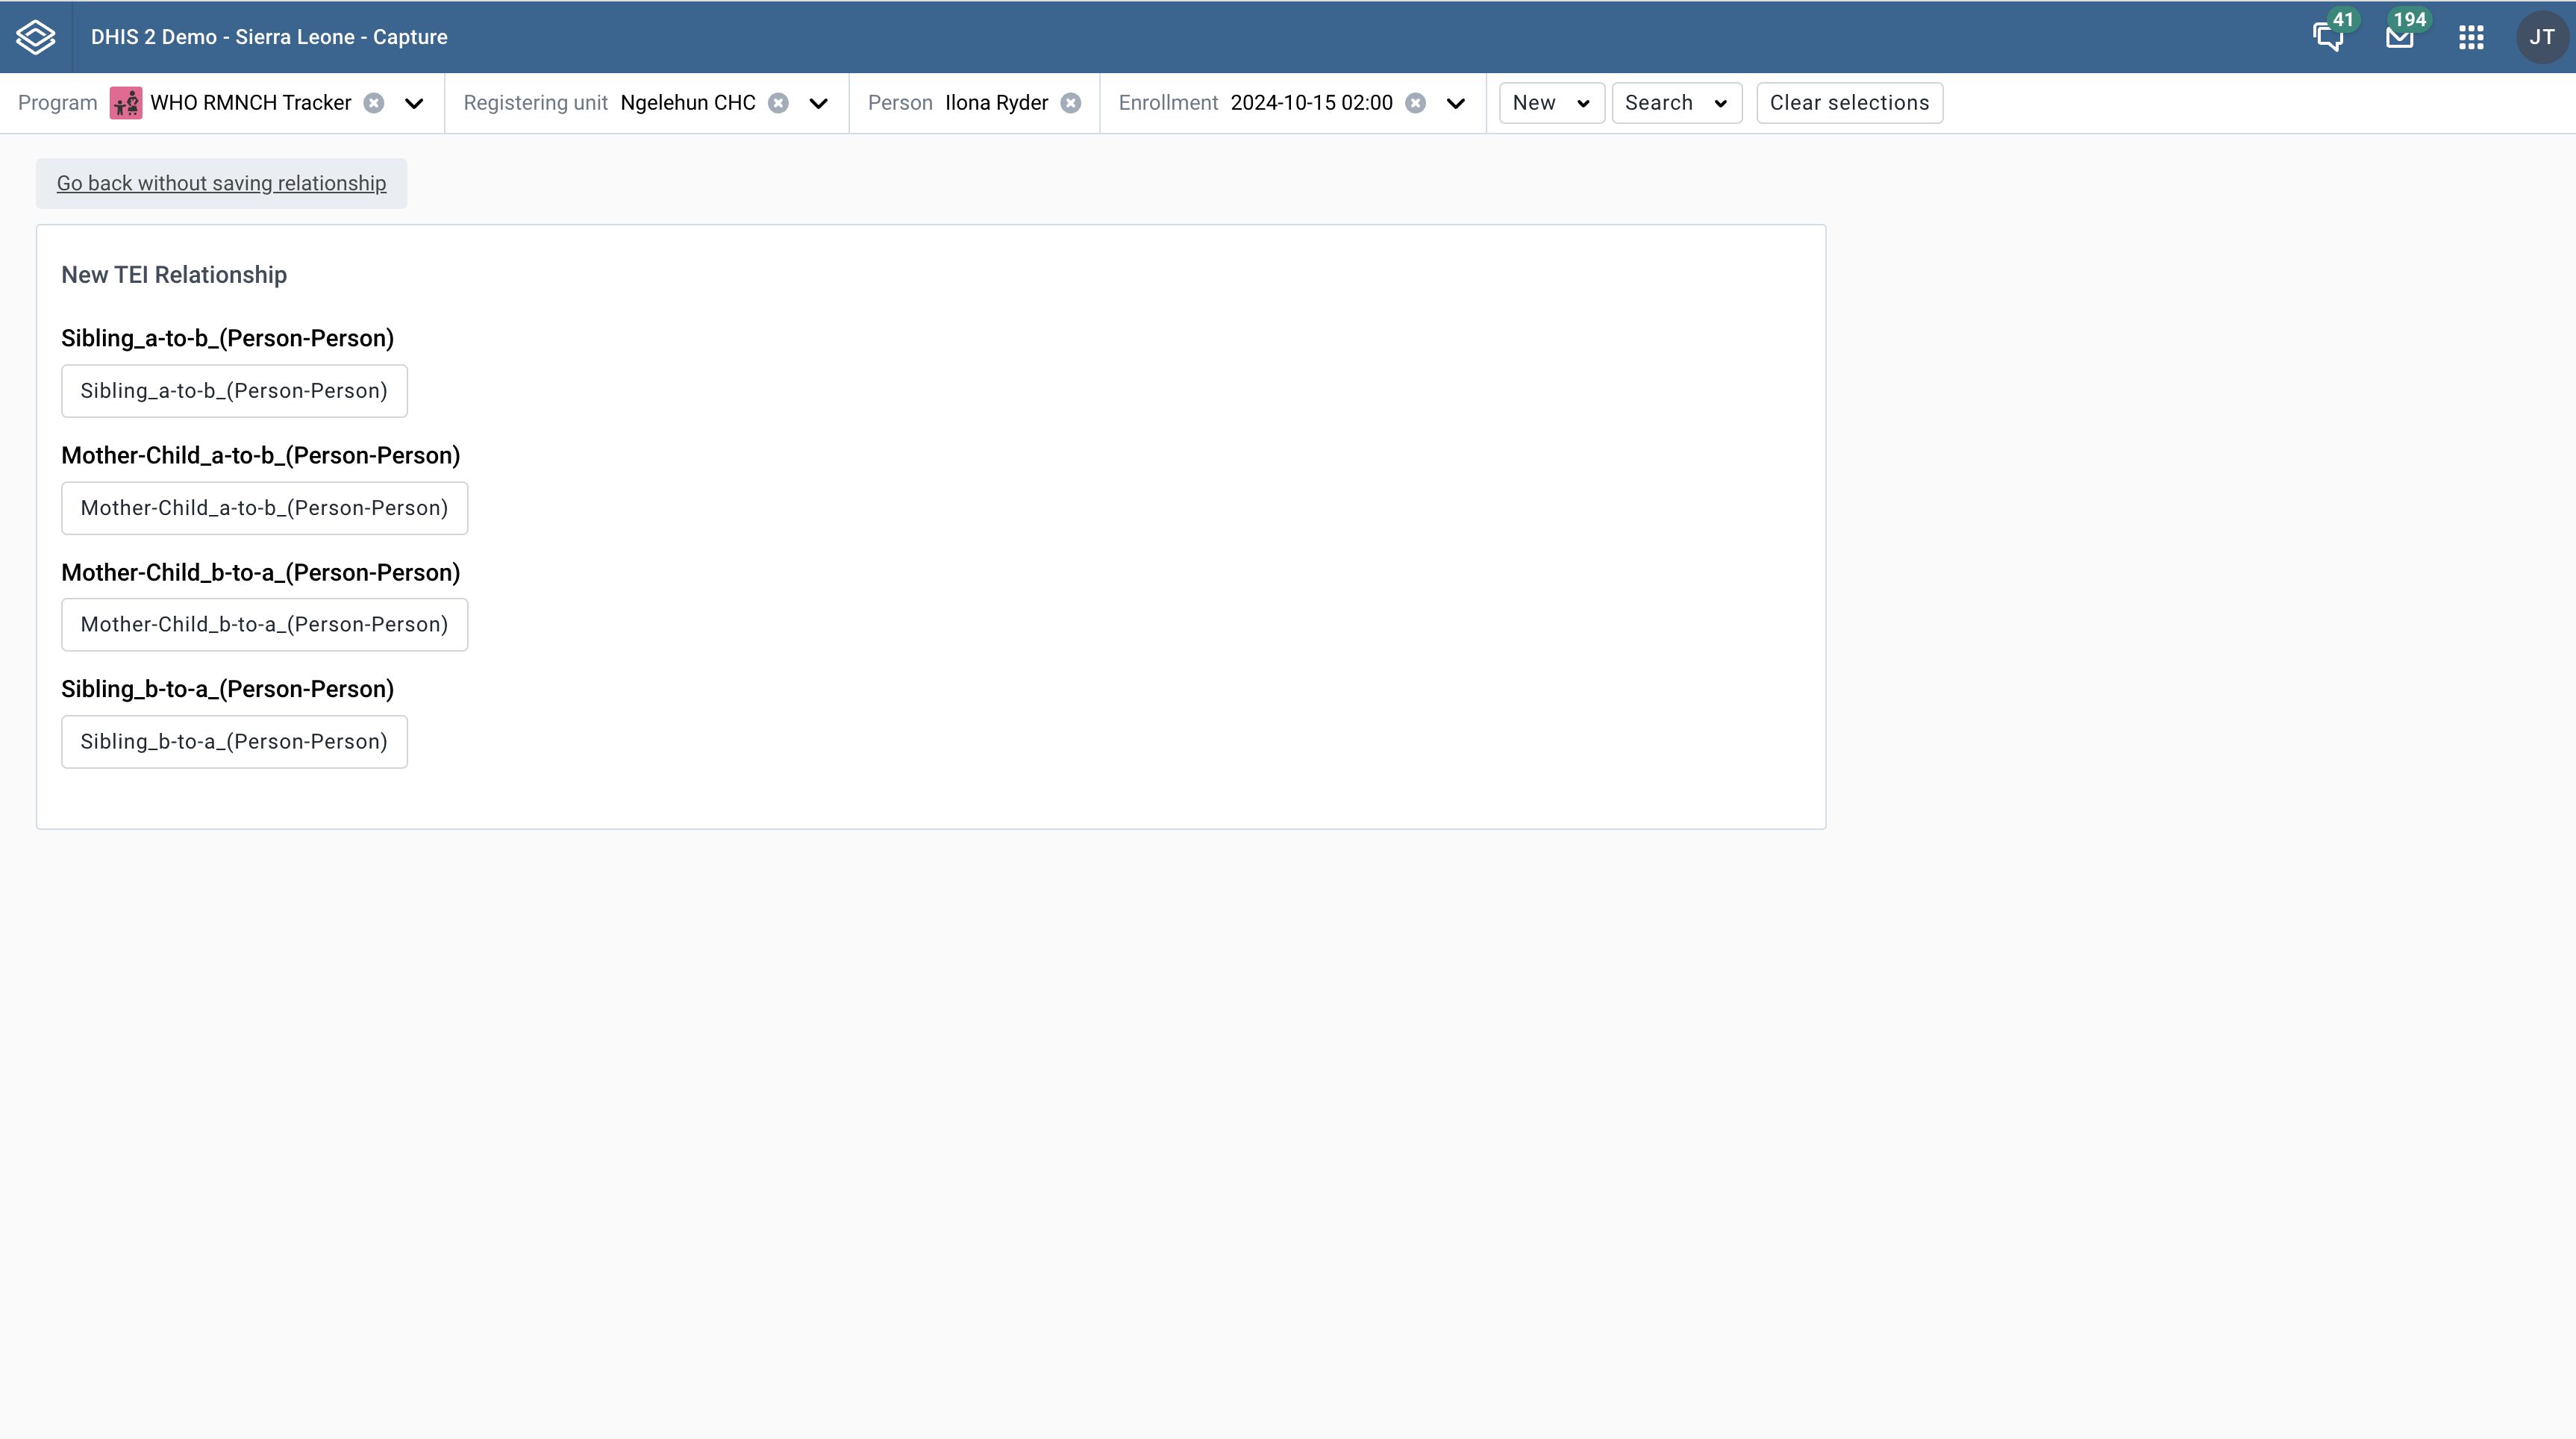 DHIS 2 Demo - Sierra Leone - Capture
41
194
JT
Program WHO RMNCH Tracker Registering unit Ngelehun CHC Person Ilona Ryder Enrollment 2024-10-15 02:00 New Search Clear selections
Go back without saving relationship
New TEI Relationship
Sibling_a-to-b_(Person-Person)
Sibling_a-to-b_(Person-Person)
Mother-Child_a-to-b_(Person-Person)
Mother-Child_a-to-b_(Person-Person)
Mother-Child_b-to-a_(Person-Person)
Mother-Child_b-to-a_(Person-Person)
Sibling_b-to-a_(Person-Person)
Sibling_b-to-a_(Person-Person)